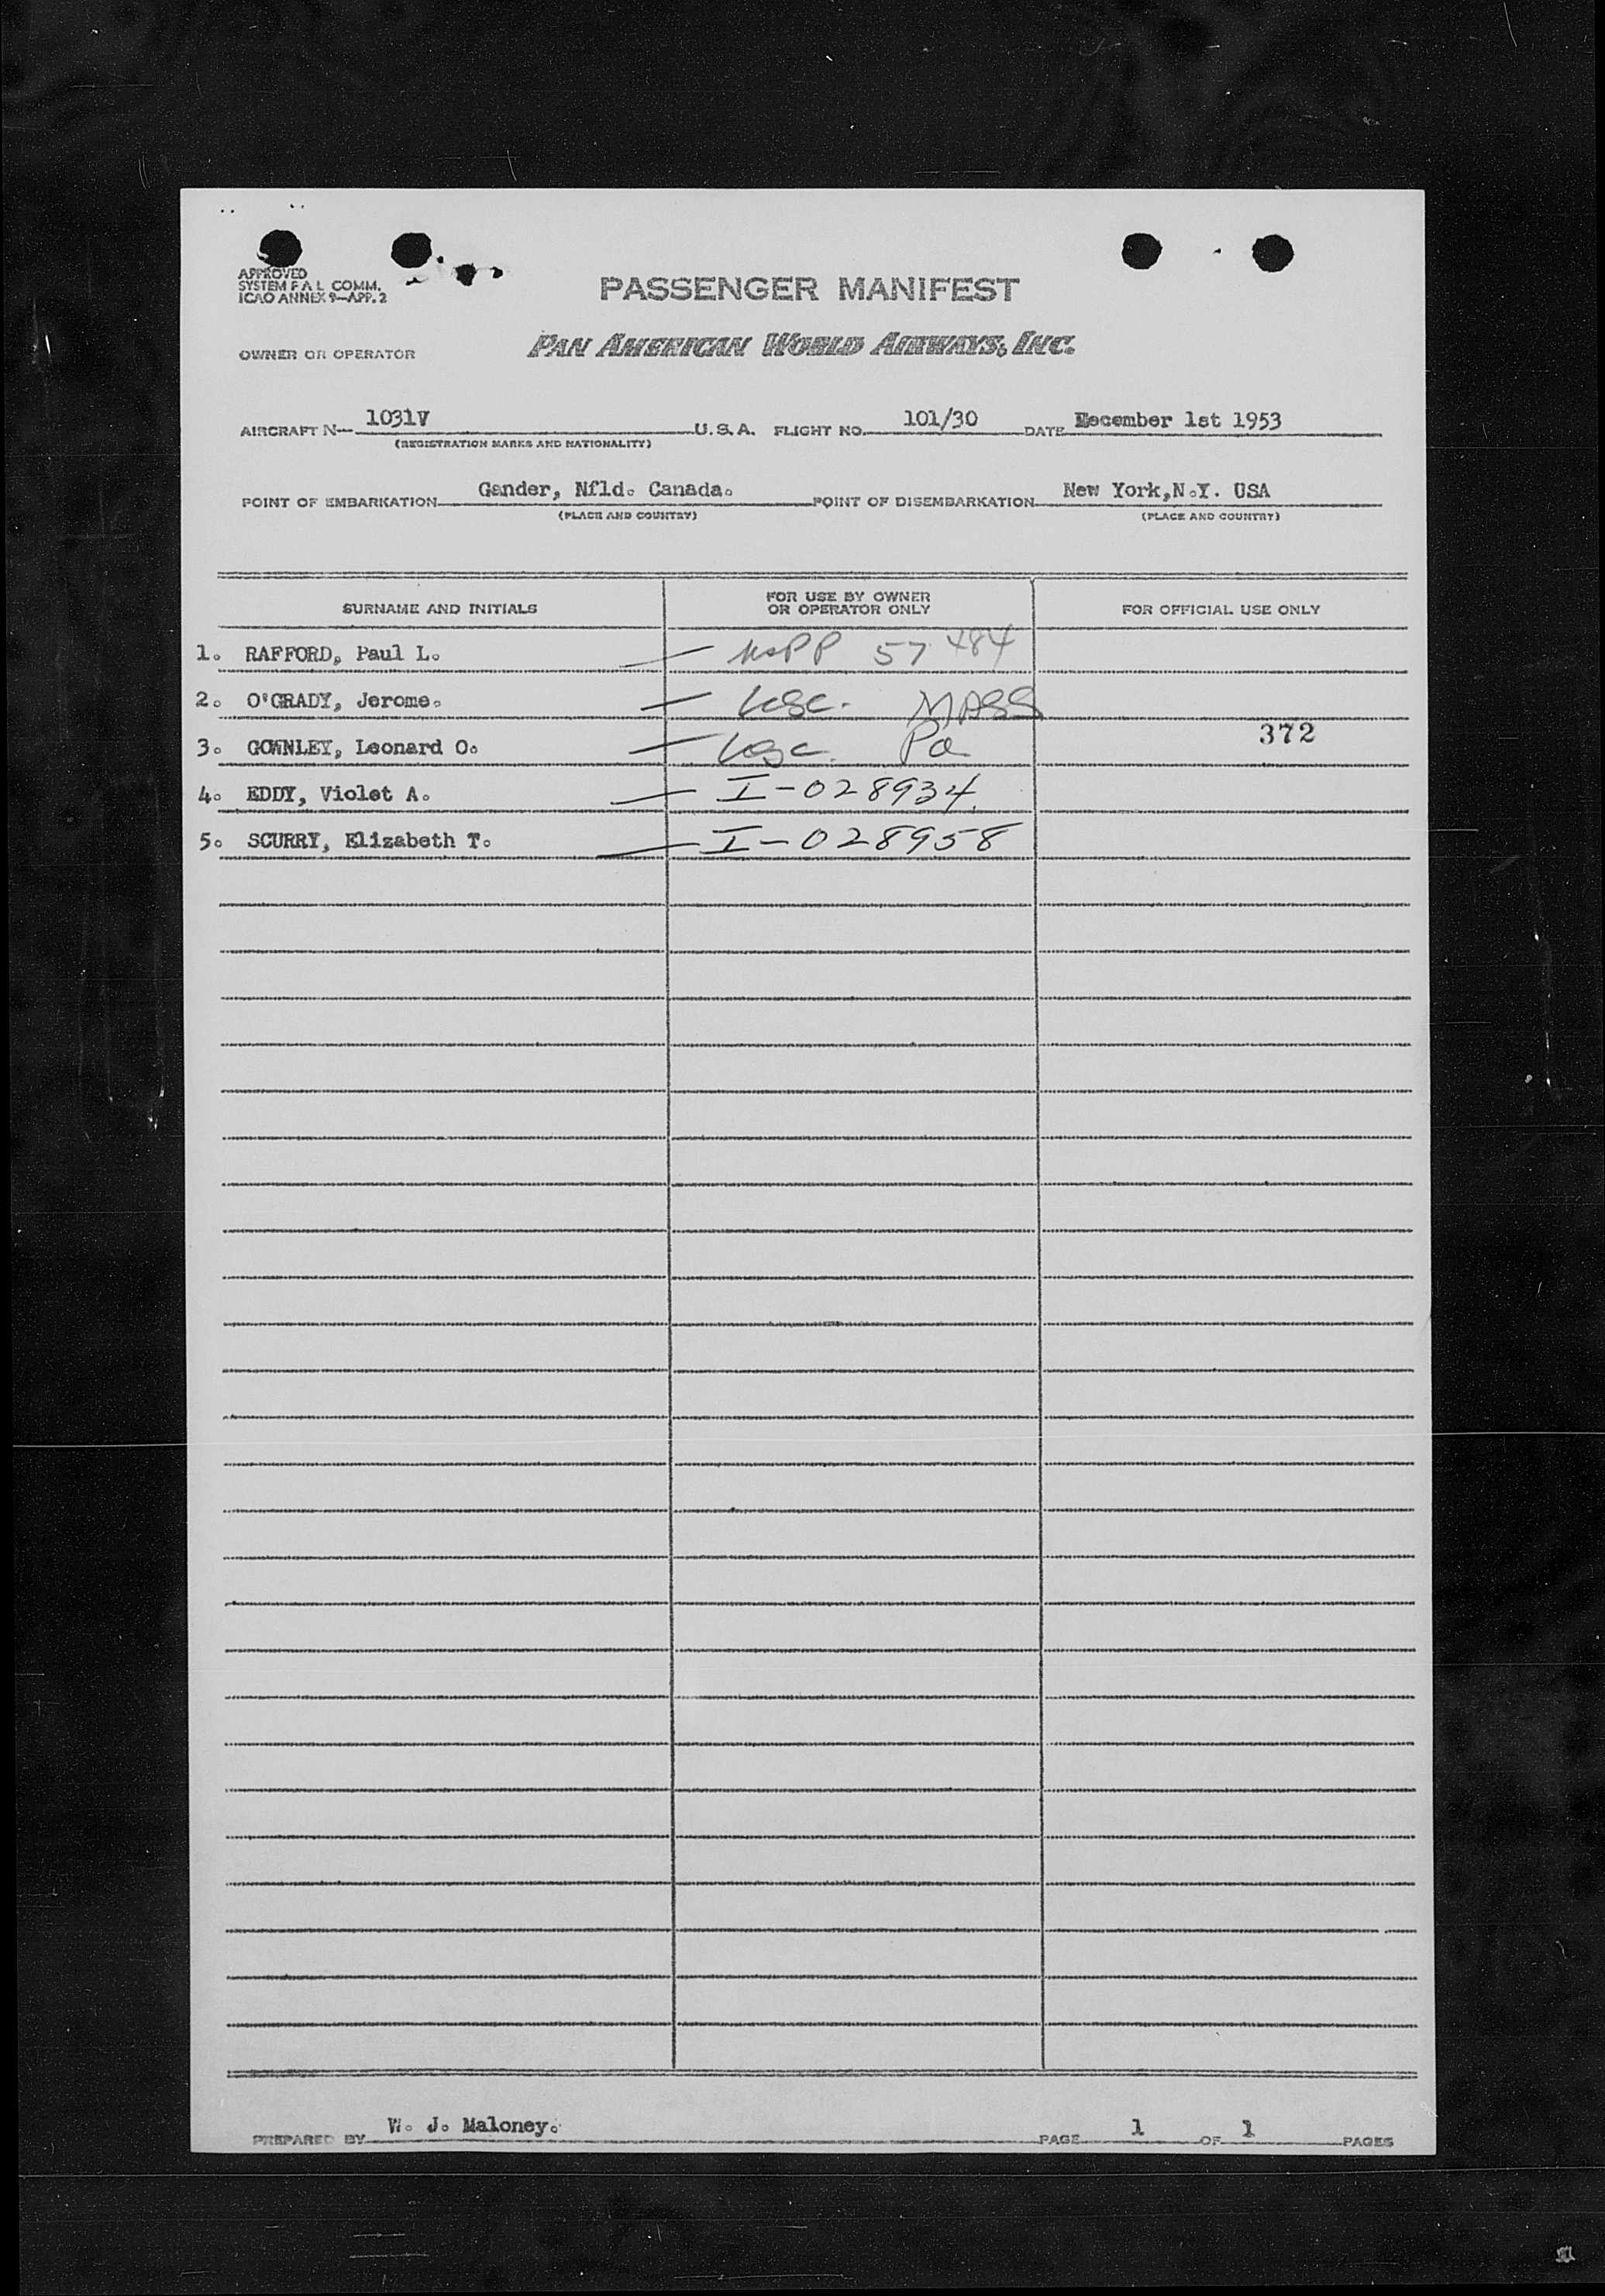 APPROVED
SYSTEM F A L COMM.
ICAO ANNEX 9—APP. 2
PASSENGER MANIFEST
OWNER OR OPERATOR
PAN AMERICAN WORLD AIRWAYS, INC.
AIRCRAFT N— 1031V U.S.A. FLIGHT NO. 101/30 DATE December 1st 1953
(REGISTRATION MARKS AND NATIONALITY)
POINT OF EMBARKATION Gander, Nfld. Canada. POINT OF DISEMBARKATION New York,N.Y. USA
(PLACE AND COUNTRY) (PLACE AND COUNTRY)
SURNAME AND INITIALS FOR USE BY OWNER OR OPERATOR ONLY FOR OFFICIAL USE ONLY
1. RAFFORD, Paul L. — USPP 57484
2. O'GRADY, Jerome. — USC. MASS
3. GOWNLEY, Leonard O. — USC. Pa 372
4. EDDY, Violet A. — I-028934
5. SCURRY, Elizabeth T. — I-028958
PREPARED BY W. J. Maloney. PAGE 1 OF 1 PAGES